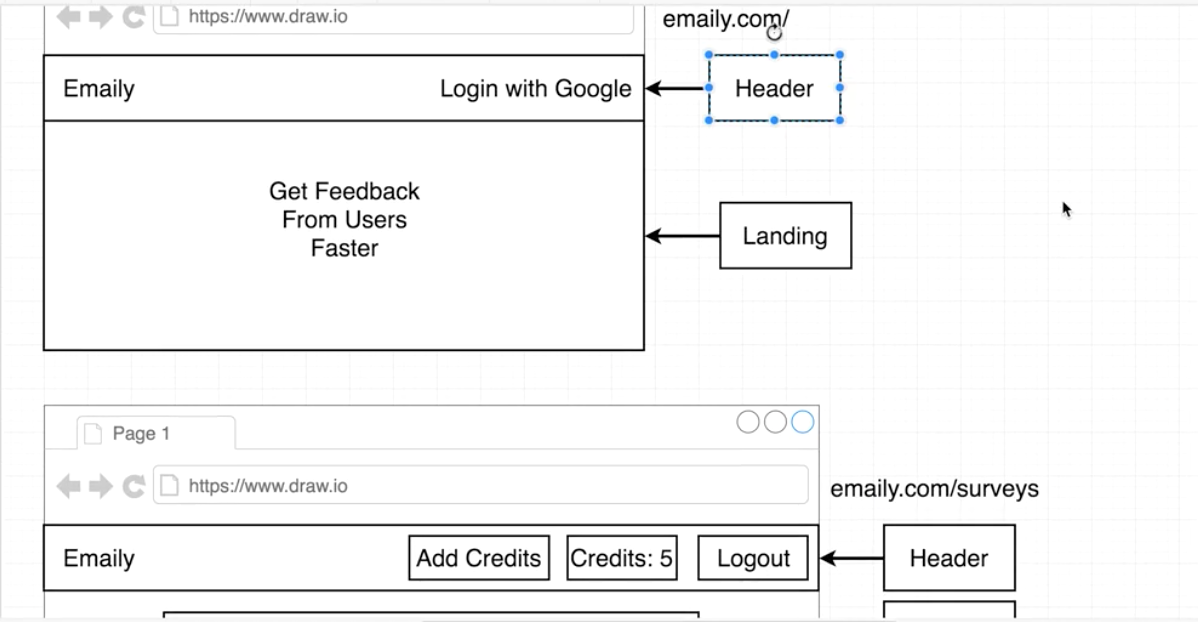 https://www.draw.io
emaily.com/
Emaily
Login with Google
Header
Get Feedback
From Users
Faster
Landing
Page 1
https://www.draw.io
emaily.com/surveys
Emaily
Add Credits
Credits: 5
Logout
Header